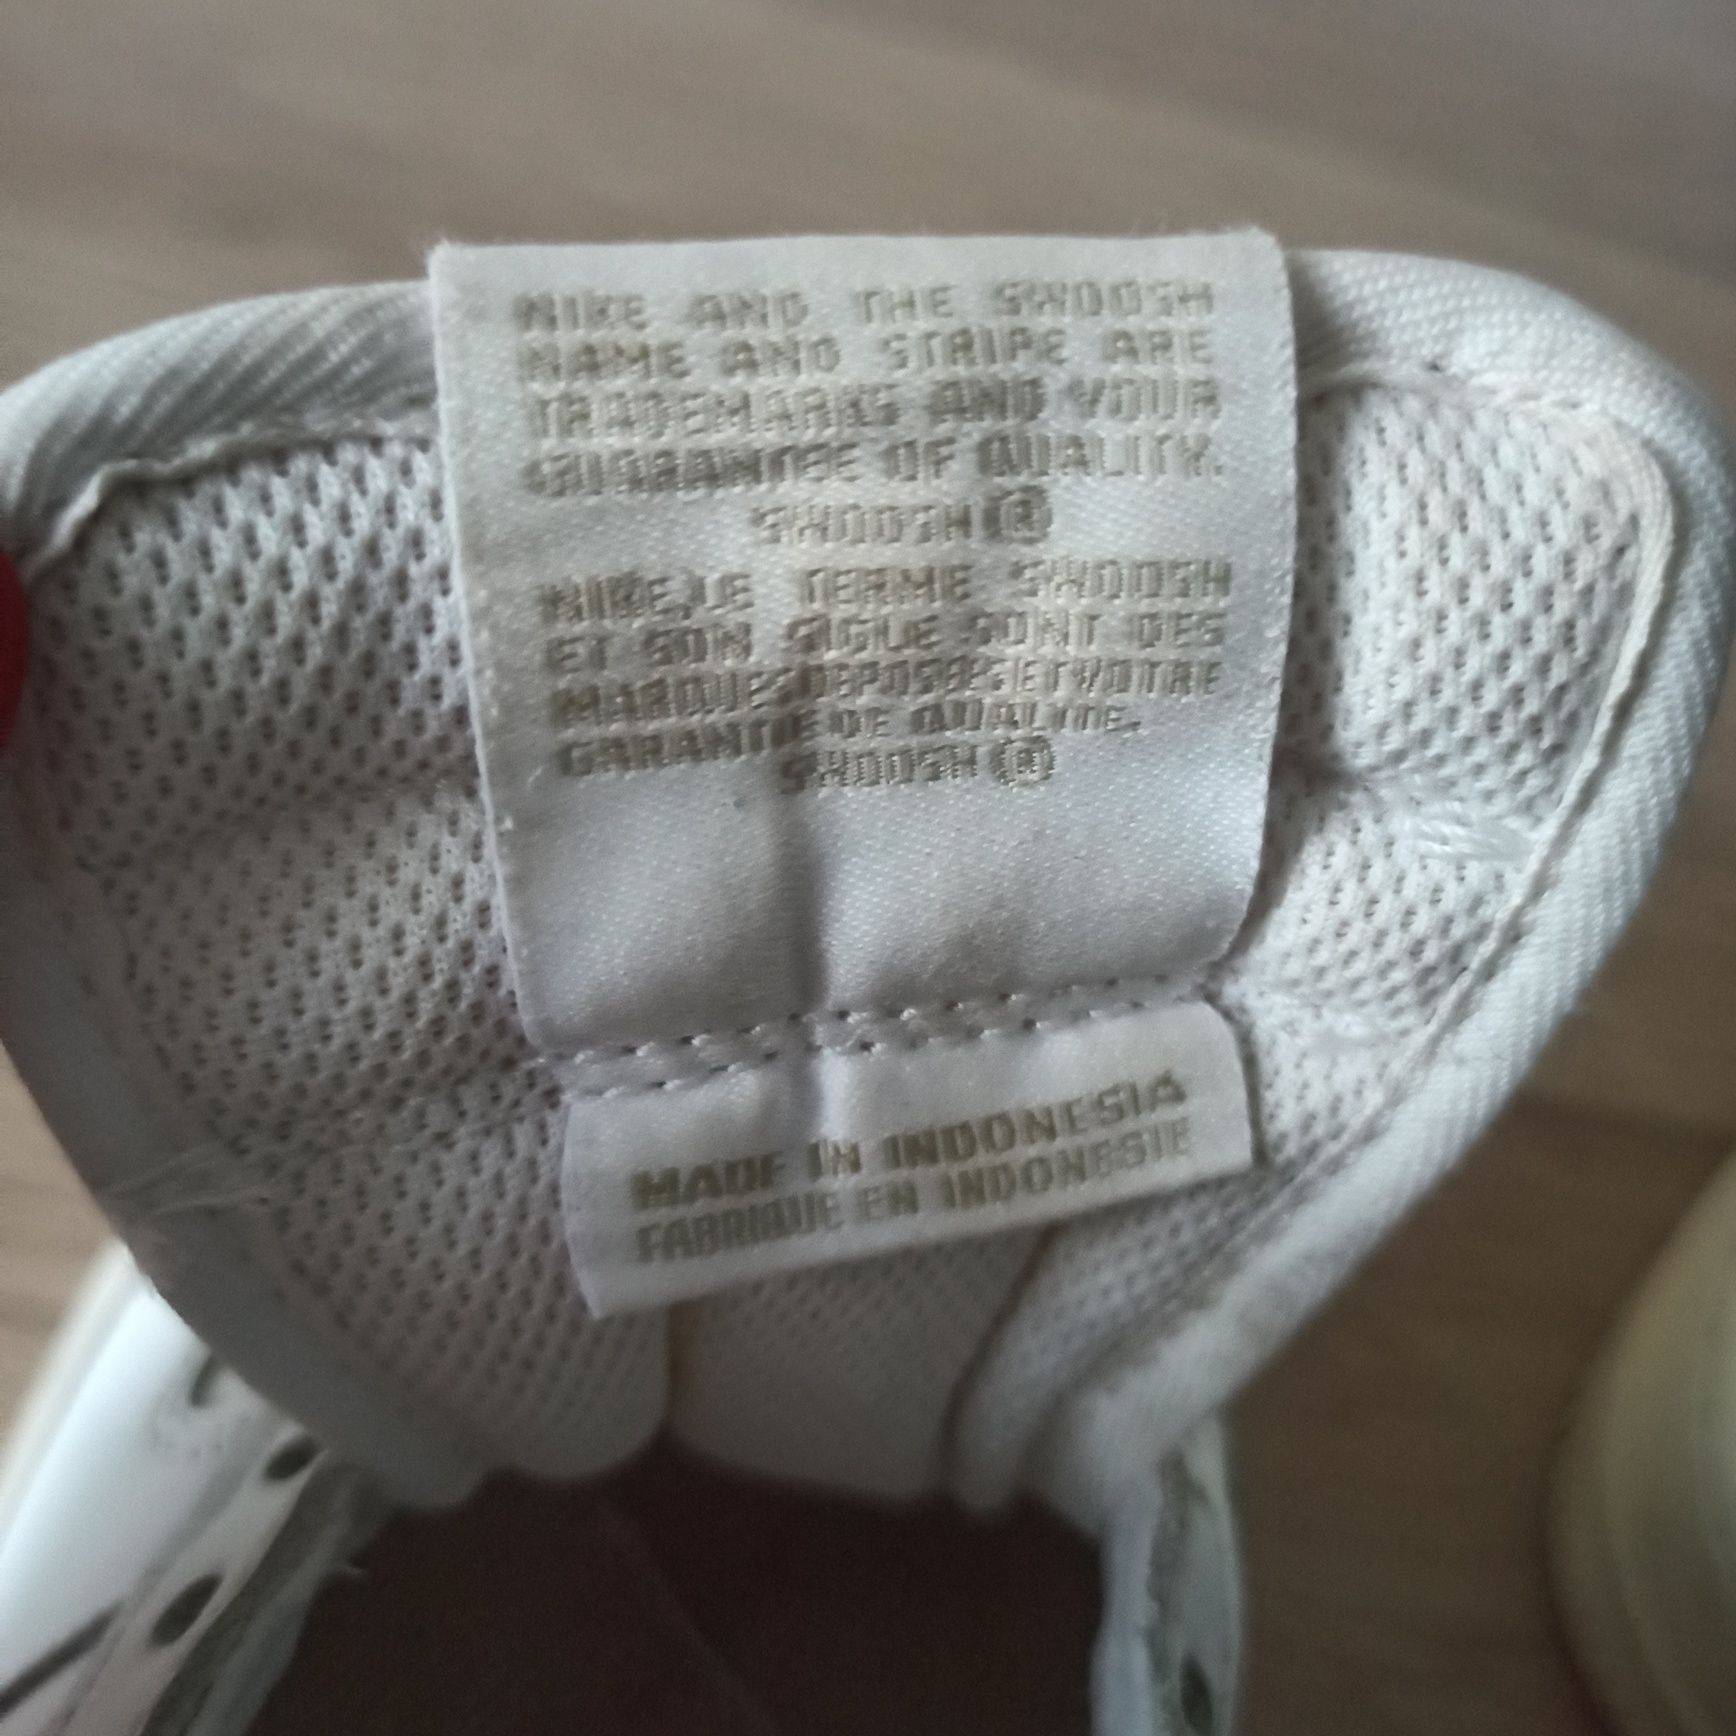 NIKE AND THE SWOOSH
NAME AND STRIPE ARE
TRADEMARKS AND YOUR
GUARANTEE OF QUALITY.
SWOOSH ®
NIKE, LE TERME SWOOSH
ET SON SIGLE SONT DES
MARQUES DEPOSEES ET VOTRE
GARANTIE DE QUALITE.
SWOOSH ®
MADE IN INDONESIA
FABRIQUE EN INDONESIE